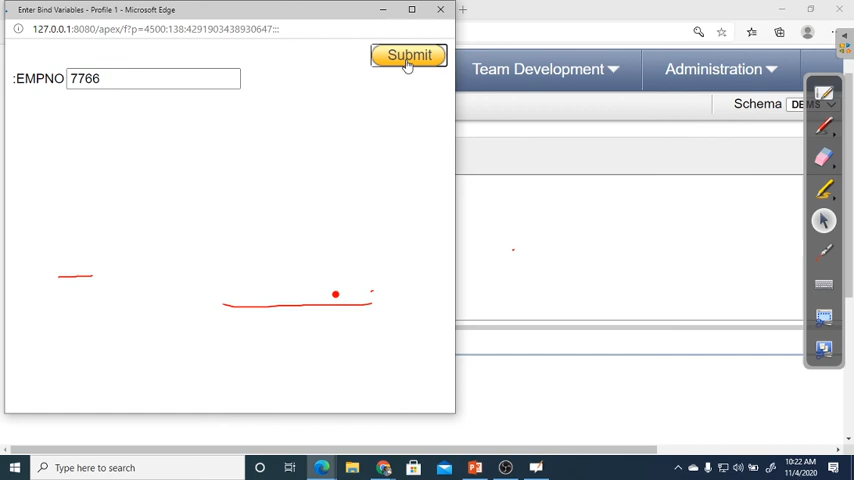 Enter Bind Variables - Profile 1 - Microsoft Edge
127.0.0.1:8080/apex/f?p=4500:138:4291903438930647:::
Submit
:EMPNO 7766
Team Development Administration
Schema DEMS
Type here to search
10:22 AM
11/4/2020